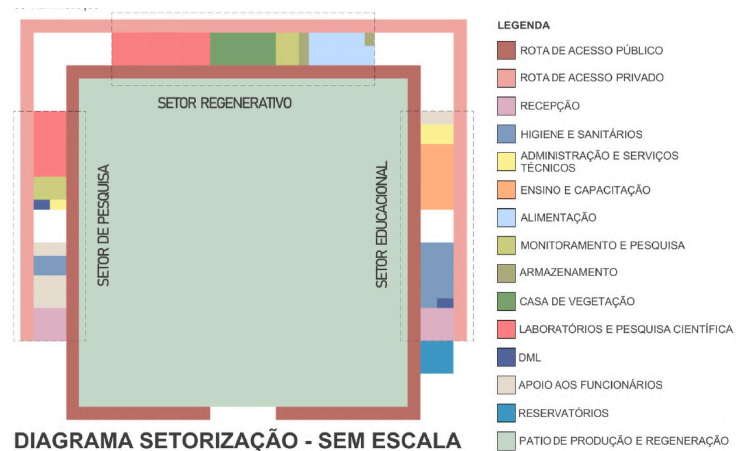 LEGENDA
ROTA DE ACESSO PÚBLICO
ROTA DE ACESSO PRIVADO
RECEPÇÃO
HIGIENE E SANITÁRIOS
ADMINISTRAÇÃO E SERVIÇOS
TÉCNICOS
ENSINO E CAPACITAÇÃO
ALIMENTAÇÃO
MONITORAMENTO E PESQUISA
ARMAZENAMENTO
CASA DE VEGETAÇÃO
LABORATÓRIOS E PESQUISA CIENTÍFICA
DML
APOIO AOS FUNCIONÁRIOS
RESERVATÓRIOS
PATIO DE PRODUÇÃO E REGENERAÇÃO
SETOR REGENERATIVO
SETOR DE PESQUISA
SETOR EDUCACIONAL
DIAGRAMA SETORIZAÇÃO - SEM ESCALA